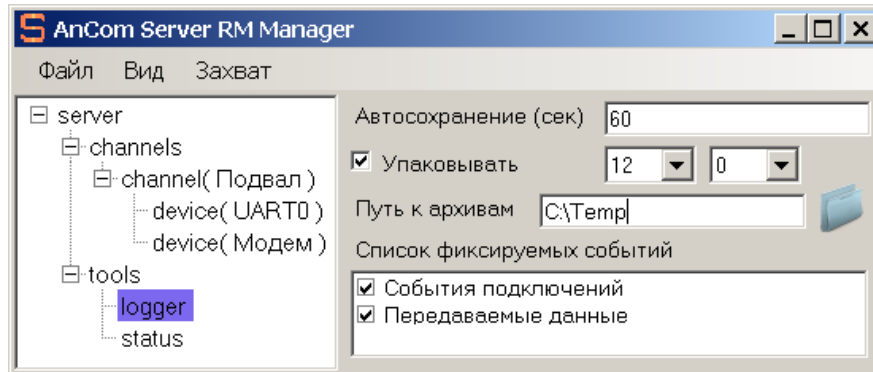 AnCom Server RM Manager
Файл Вид Захват
server
channels
channel( Подвал )
device( UART0 )
device( Модем )
tools
logger
status
Автосохранение (сек) 60
Упаковывать 12 0
Путь к архивам C:\Temp
Список фиксируемых событий
События подключений
Передаваемые данные